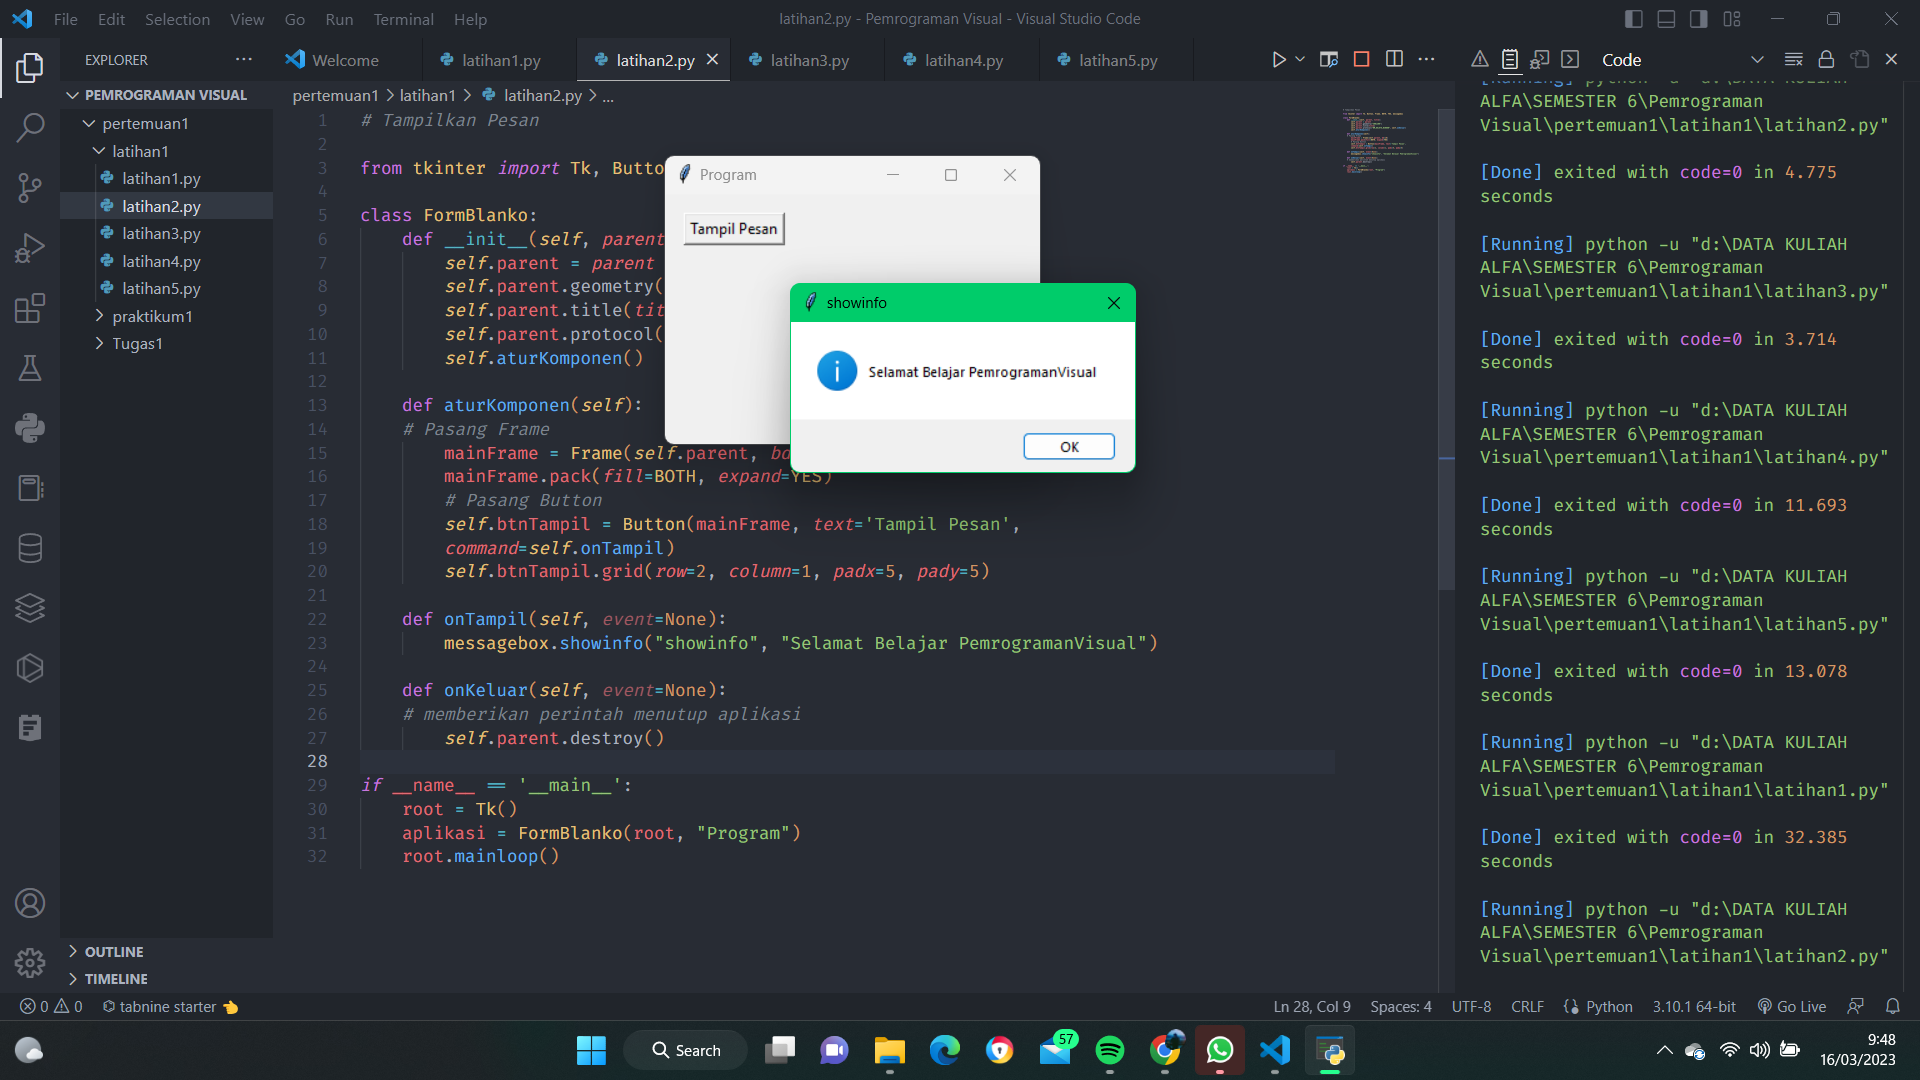 File Edit Selection View Go Run Terminal Help
latihan2.py - Pemrograman Visual - Visual Studio Code
EXPLORER
Welcome
latihan1.py
latihan2.py
latihan3.py
latihan4.py
latihan5.py
Code
PEMROGRAMAN VISUAL
pertemuan1
latihan1
latihan1.py
latihan2.py
latihan3.py
latihan4.py
latihan5.py
praktikum1
Tugas1
OUTLINE
TIMELINE
pertemuan1 > latihan1 > latihan2.py > ...
1 # Tampilkan Pesan
2
3 from tkinter import Tk, Butto
4
5 class FormBlanko:
6 def __init__(self, parent
7 self.parent = parent
8 self.parent.geometry(
9 self.parent.title(tit
10 self.parent.protocol(
11 self.aturKomponen()
12
13 def aturKomponen(self):
14 # Pasang Frame
15 mainFrame = Frame(self.parent, bd
16 mainFrame.pack(fill=BOTH, expand=YES)
17 # Pasang Button
18 self.btnTampil = Button(mainFrame, text='Tampil Pesan',
19 command=self.onTampil)
20 self.btnTampil.grid(row=2, column=1, padx=5, pady=5)
21
22 def onTampil(self, event=None):
23 messagebox.showinfo("showinfo", "Selamat Belajar PemrogramanVisual")
24
25 def onKeluar(self, event=None):
26 # memberikan perintah menutup aplikasi
27 self.parent.destroy()
28
29 if __name__ == '__main__':
30 root = Tk()
31 aplikasi = FormBlanko(root, "Program")
32 root.mainloop()
Program
Tampil Pesan
showinfo
Selamat Belajar PemrogramanVisual
OK
[Running] python -u "d:\DATA KULIAH
ALFA\SEMESTER 6\Pemrograman
Visual\pertemuan1\latihan1\latihan2.py"
[Done] exited with code=0 in 4.775
seconds
[Running] python -u "d:\DATA KULIAH
ALFA\SEMESTER 6\Pemrograman
Visual\pertemuan1\latihan1\latihan3.py"
[Done] exited with code=0 in 3.714
seconds
[Running] python -u "d:\DATA KULIAH
ALFA\SEMESTER 6\Pemrograman
Visual\pertemuan1\latihan1\latihan4.py"
[Done] exited with code=0 in 11.693
seconds
[Running] python -u "d:\DATA KULIAH
ALFA\SEMESTER 6\Pemrograman
Visual\pertemuan1\latihan1\latihan5.py"
[Done] exited with code=0 in 13.078
seconds
[Running] python -u "d:\DATA KULIAH
ALFA\SEMESTER 6\Pemrograman
Visual\pertemuan1\latihan1\latihan1.py"
[Done] exited with code=0 in 32.385
seconds
[Running] python -u "d:\DATA KULIAH
ALFA\SEMESTER 6\Pemrograman
Visual\pertemuan1\latihan1\latihan2.py"
0 0 tabnine starter
Ln 28, Col 9 Spaces: 4 UTF-8 CRLF Python 3.10.1 64-bit Go Live
Search
57
9:48
16/03/2023